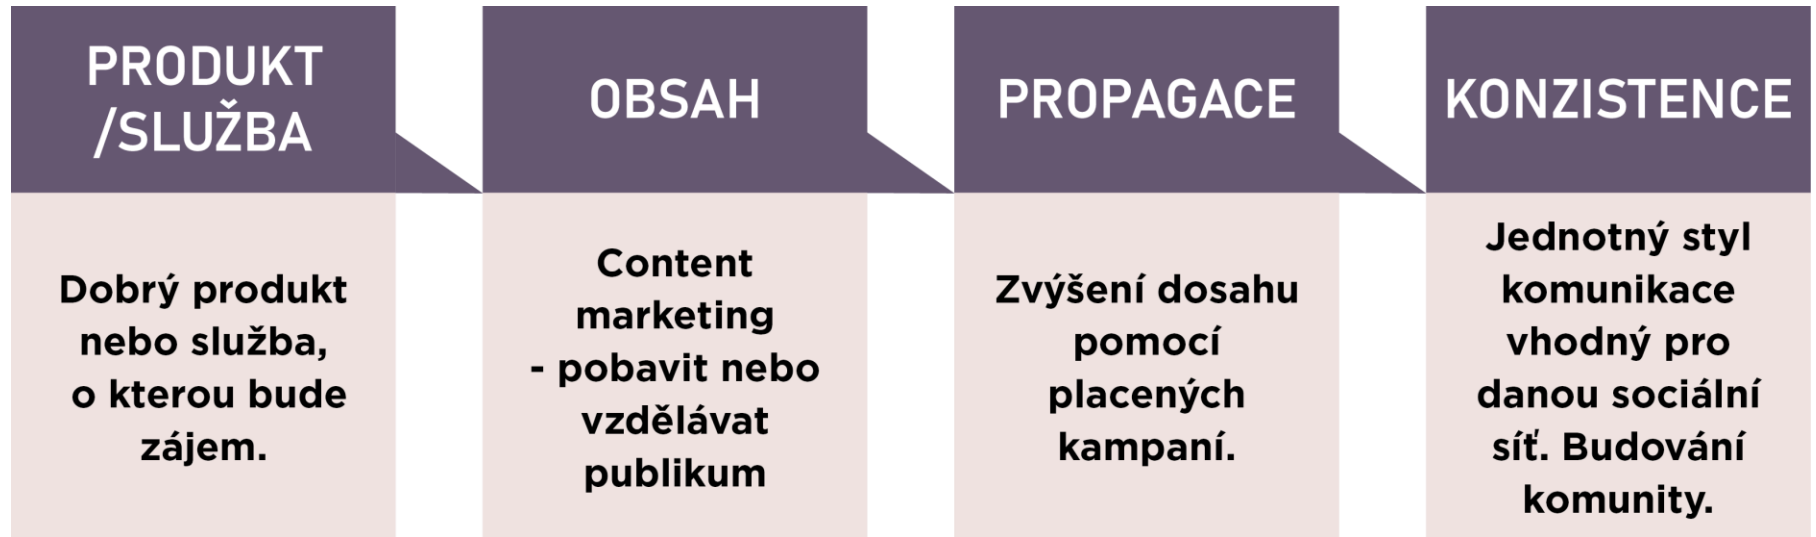 PRODUKT
/SLUŽBA
Dobrý produkt
nebo služba,
o kterou bude
zájem.
OBSAH
Content
marketing
- pobavit nebo
vzdělávat
publikum
PROPAGACE
Zvýšení dosahu
pomocí
placených
kampaní.
KONZISTENCE
Jednotný styl
komunikace
vhodný pro
danou sociální
síť. Budování
komunity.